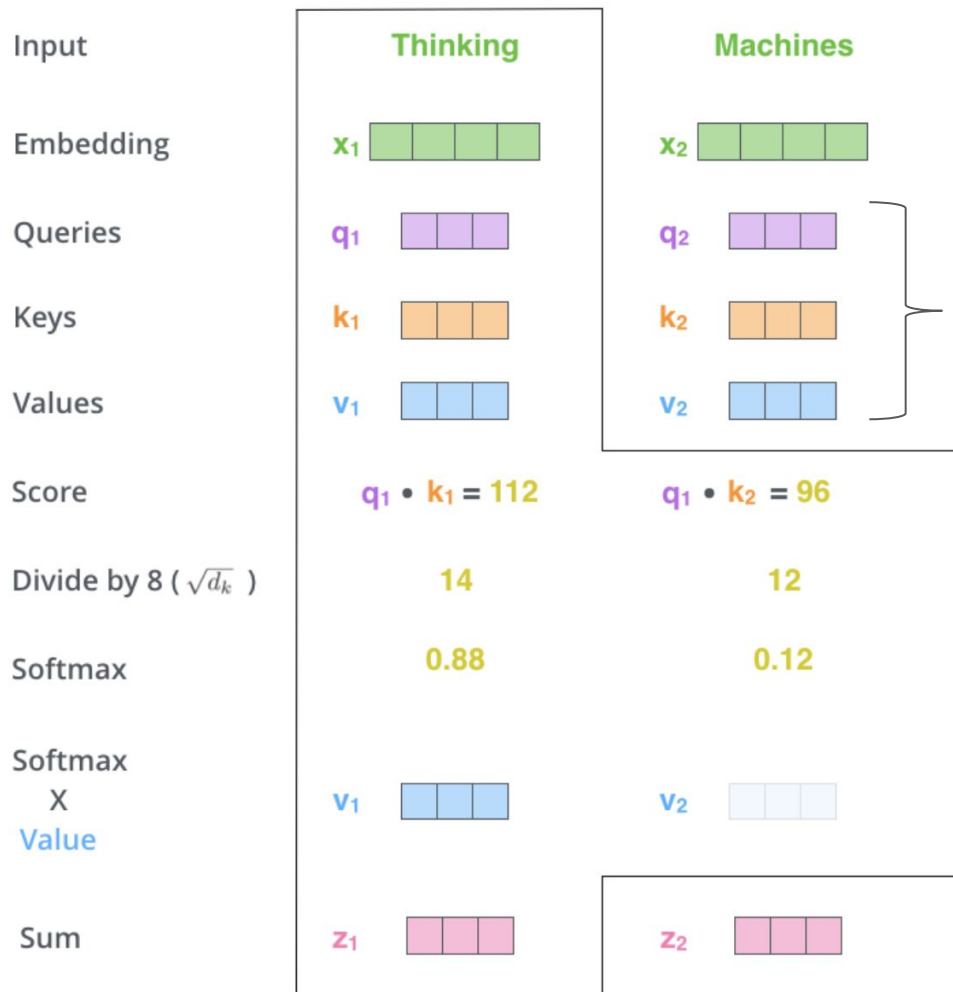 Input Thinking Machines
Embedding x₁ x₂
Queries q₁ q₂
Keys k₁ k₂
Values v₁ v₂
Score q₁ • k₁ = 112 q₁ • k₂ = 96
Divide by 8 ( √dₖ ) 14 12
Softmax 0.88 0.12
Softmax
X
Value
v₁ v₂
Sum z₁ z₂